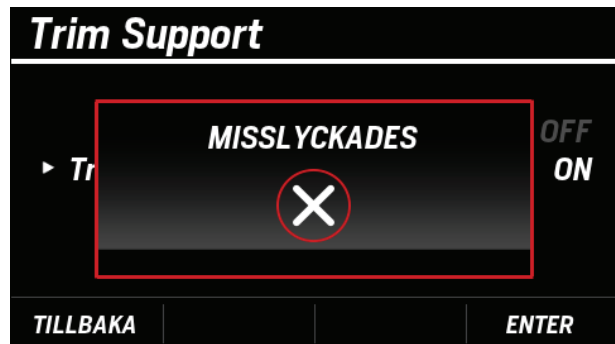 Trim Support
MISSLYCKADES
OFF
▸ Tr
ON
TILLBAKA
ENTER